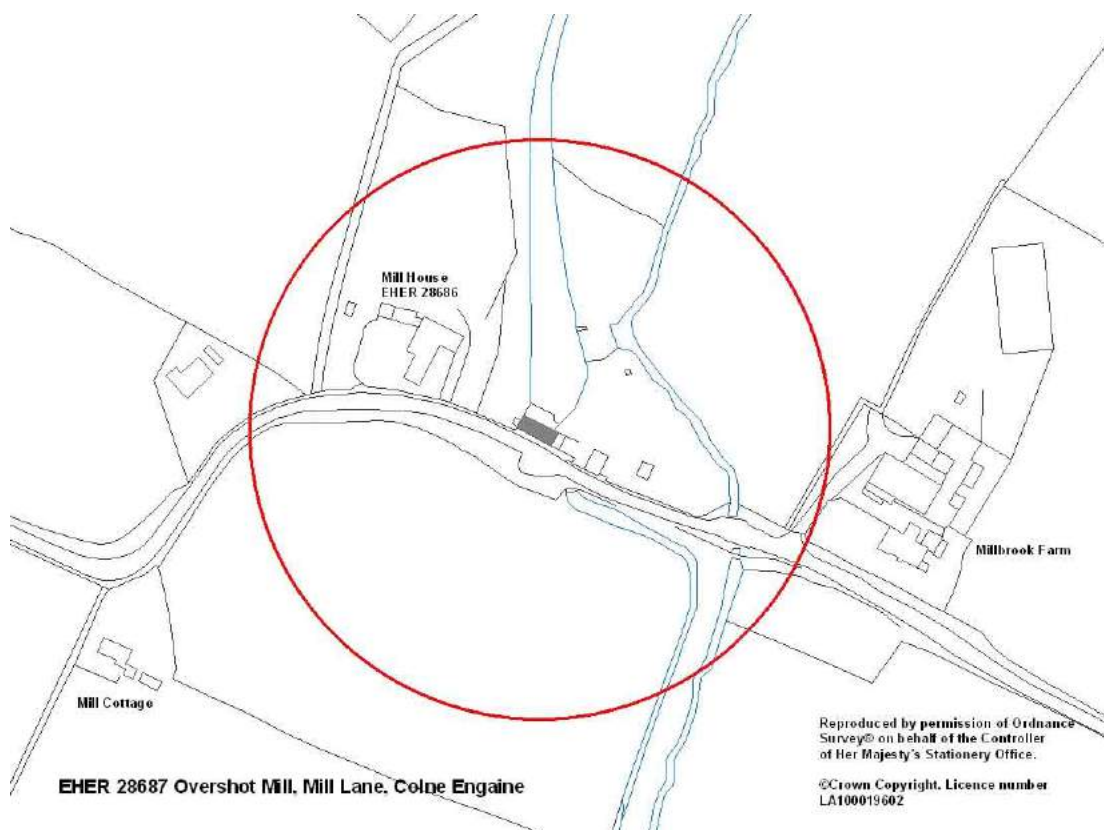 Mill House
EHER 28686
Millbrook Farm
Mill Cottage
Reproduced by permission of Ordnance
Survey® on behalf of the Controller
of Her Majesty's Stationery Office.
©Crown Copyright. Licence number
LA100019602
EHER 28687 Overshot Mill, Mill Lane, Colne Engaine